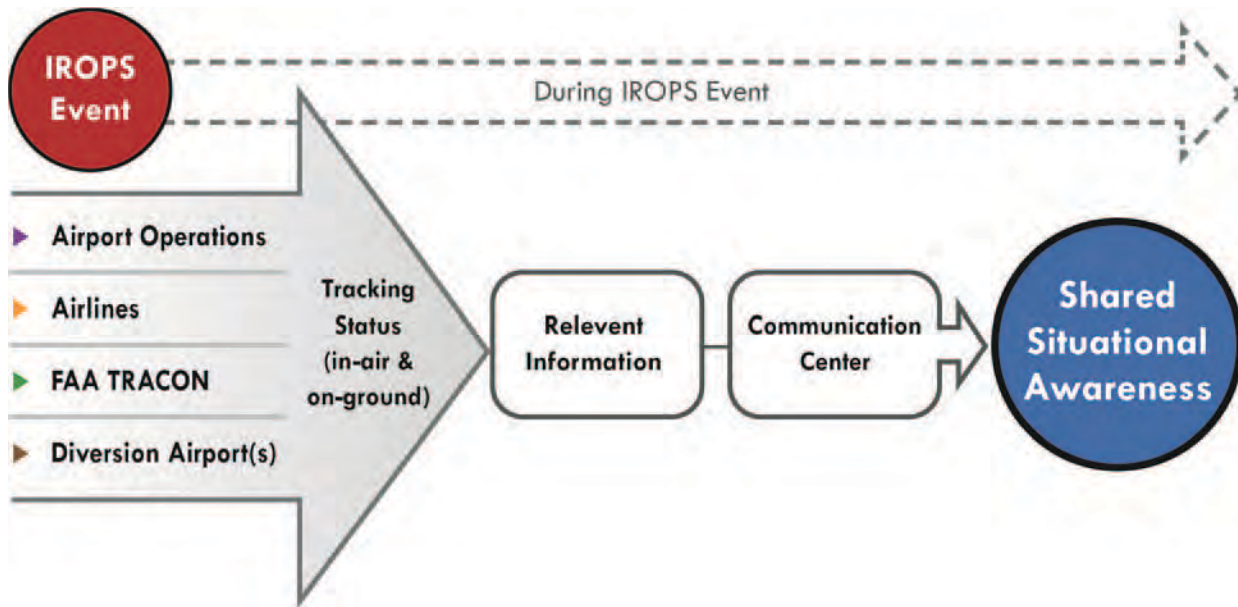 IROPS
Event
During IROPS Event
Airport Operations
Airlines
FAA TRACON
Diversion Airport(s)
Tracking
Status
(in-air &
on-ground)
Relevent
Information
Communication
Center
Shared
Situational
Awareness